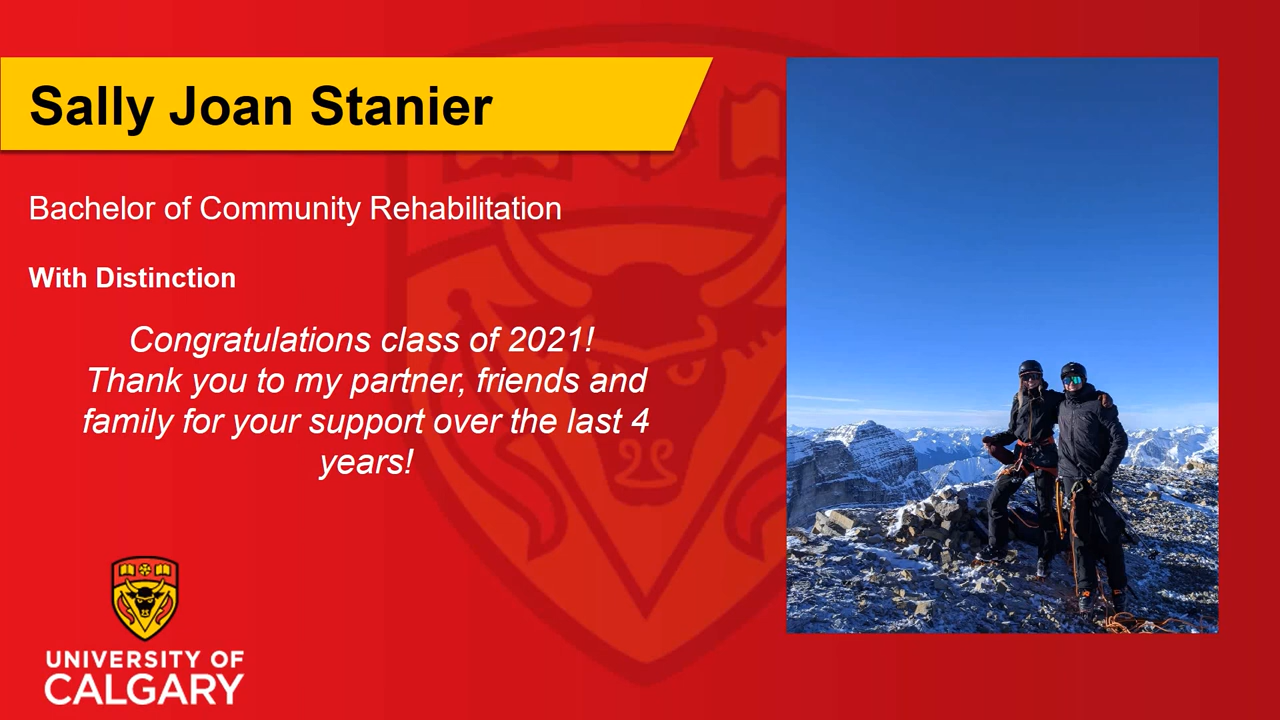 Sally Joan Stanier
Bachelor of Community Rehabilitation
With Distinction
Congratulations class of 2021!
Thank you to my partner, friends and
family for your support over the last 4
years!
UNIVERSITY OF
CALGARY